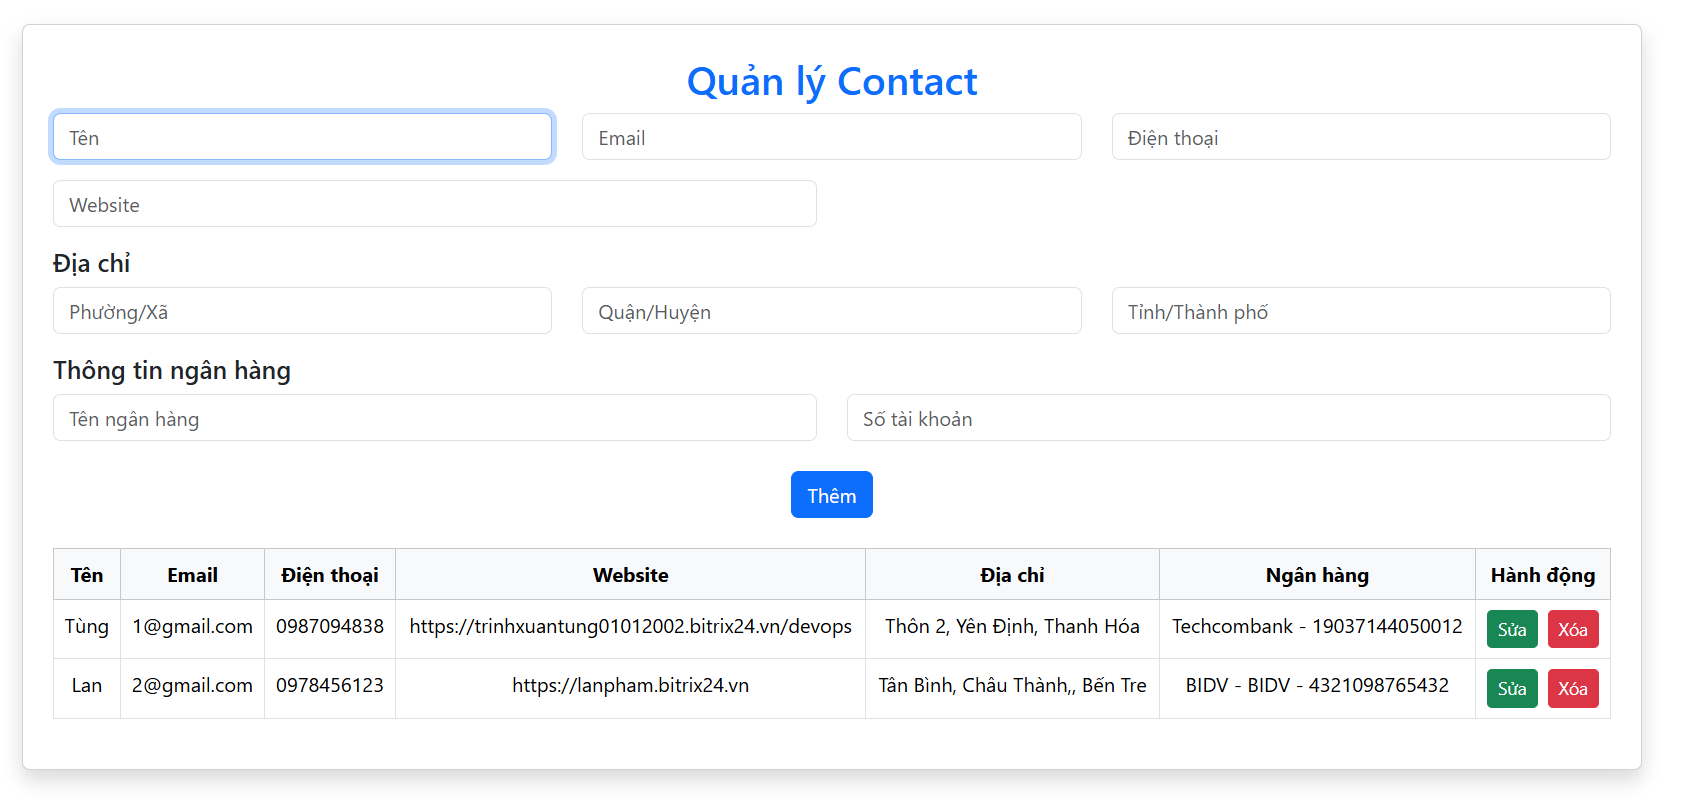 Quản lý Contact
Tên Email Điện thoại
Website
Địa chỉ
Phường/Xã Quận/Huyện Tỉnh/Thành phố
Thông tin ngân hàng
Tên ngân hàng Số tài khoản
Thêm
Tên Email Điện thoại Website Địa chỉ Ngân hàng Hành động
Tùng 1@gmail.com 0987094838 https://trinhxuantung01012002.bitrix24.vn/devops Thôn 2, Yên Định, Thanh Hóa Techcombank - 19037144050012 Sửa Xóa
Lan 2@gmail.com 0978456123 https://lanpham.bitrix24.vn Tân Bình, Châu Thành,, Bến Tre BIDV - BIDV - 4321098765432 Sửa Xóa